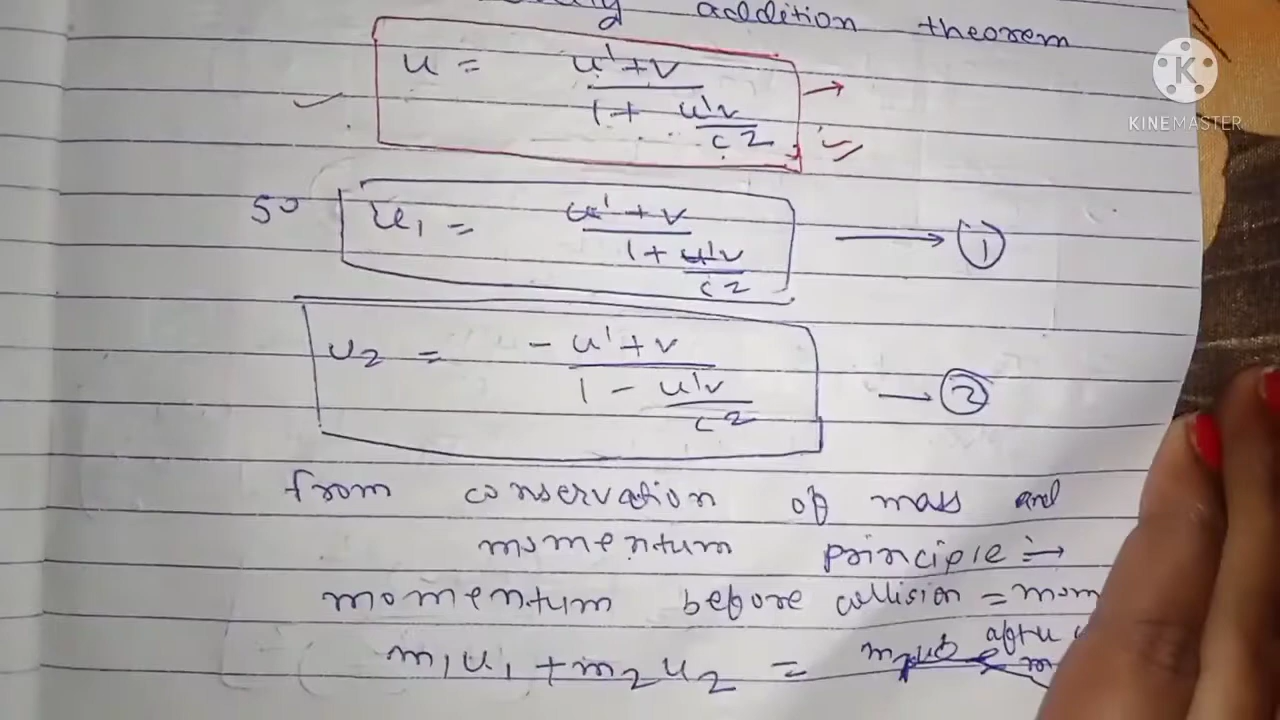 addition theorem
u = u'+v / 1 + u'v/c2
KINEMASTER
so u1 = u'+v / 1 + u'v/c2 → 1
u2 = -u'+v / 1 - u'v/c2 → 2
from conservation of mass and
momentum principle :→
momentum before collision = mom
after
m1u1 + m2u2 =